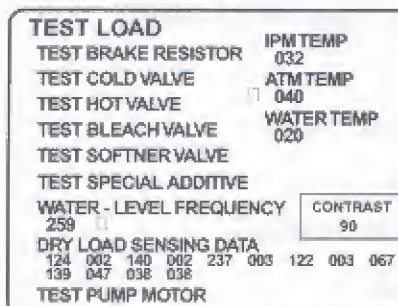 TEST LOAD
TEST BRAKE RESISTOR
IPM TEMP
032
TEST COLD VALVE
ATM TEMP
040
TEST HOT VALVE
WATER TEMP
020
TEST BLEACH VALVE
TEST SOFTNER VALVE
TEST SPECIAL ADDITIVE
WATER - LEVEL FREQUENCY
259
CONTRAST
90
DRY LOAD SENSING DATA
124 002 140 002 237 003 122 003 067
139 047 038 038
TEST PUMP MOTOR